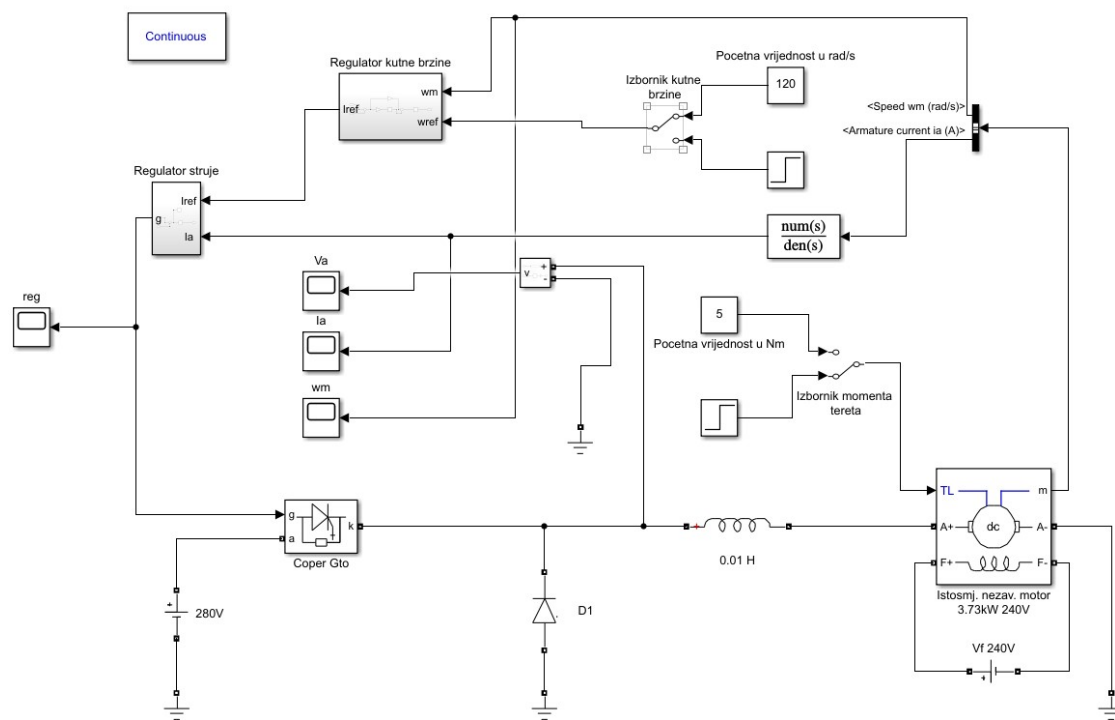 Continuous
Regulator kutne brzine
wm
Iref
wref
Pocetna vrijednost u rad/s
120
Izbornik kutne
brzine
<Speed wm (rad/s)>
<Armature current ia (A)>
Regulator struje
Iref
g
Ia
num(s)
den(s)
Va
v
+
-
reg
Ia
5
Pocetna vrijednost u Nm
wm
Izbornik momenta
tereta
TL
m
g
a
k
Coper Gto
+
0.01 H
A+
dc
A-
F+
F-
Istosmj. nezav. motor
3.73kW 240V
+
280V
D1
Vf 240V
+